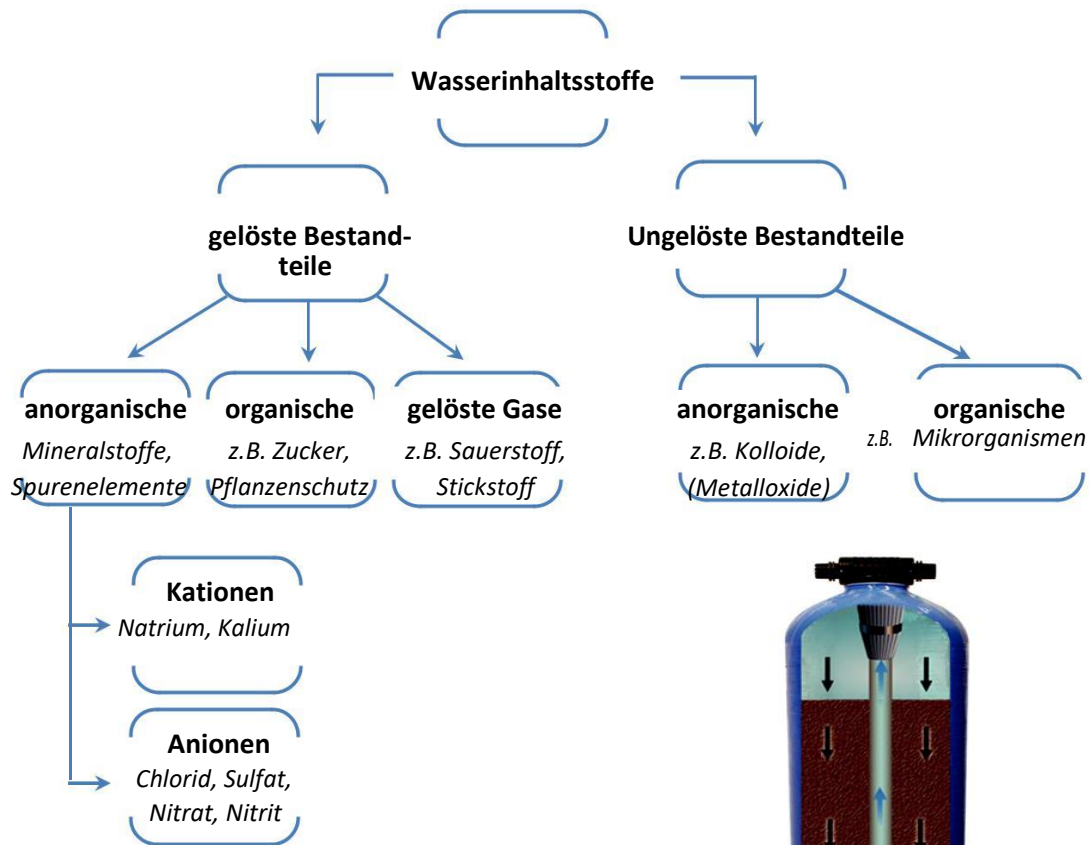 Wasserinhaltsstoffe
gelöste Bestand-
teile
Ungelöste Bestandteile
anorganische
Mineralstoffe,
Spurenelemente
organische
z.B. Zucker,
Pflanzenschutz
gelöste Gase
z.B. Sauerstoff,
Stickstoff
anorganische
z.B. Kolloide,
(Metalloxide)
organische
z.B. Mikrorganismen
Kationen
Natrium, Kalium
Anionen
Chlorid, Sulfat,
Nitrat, Nitrit